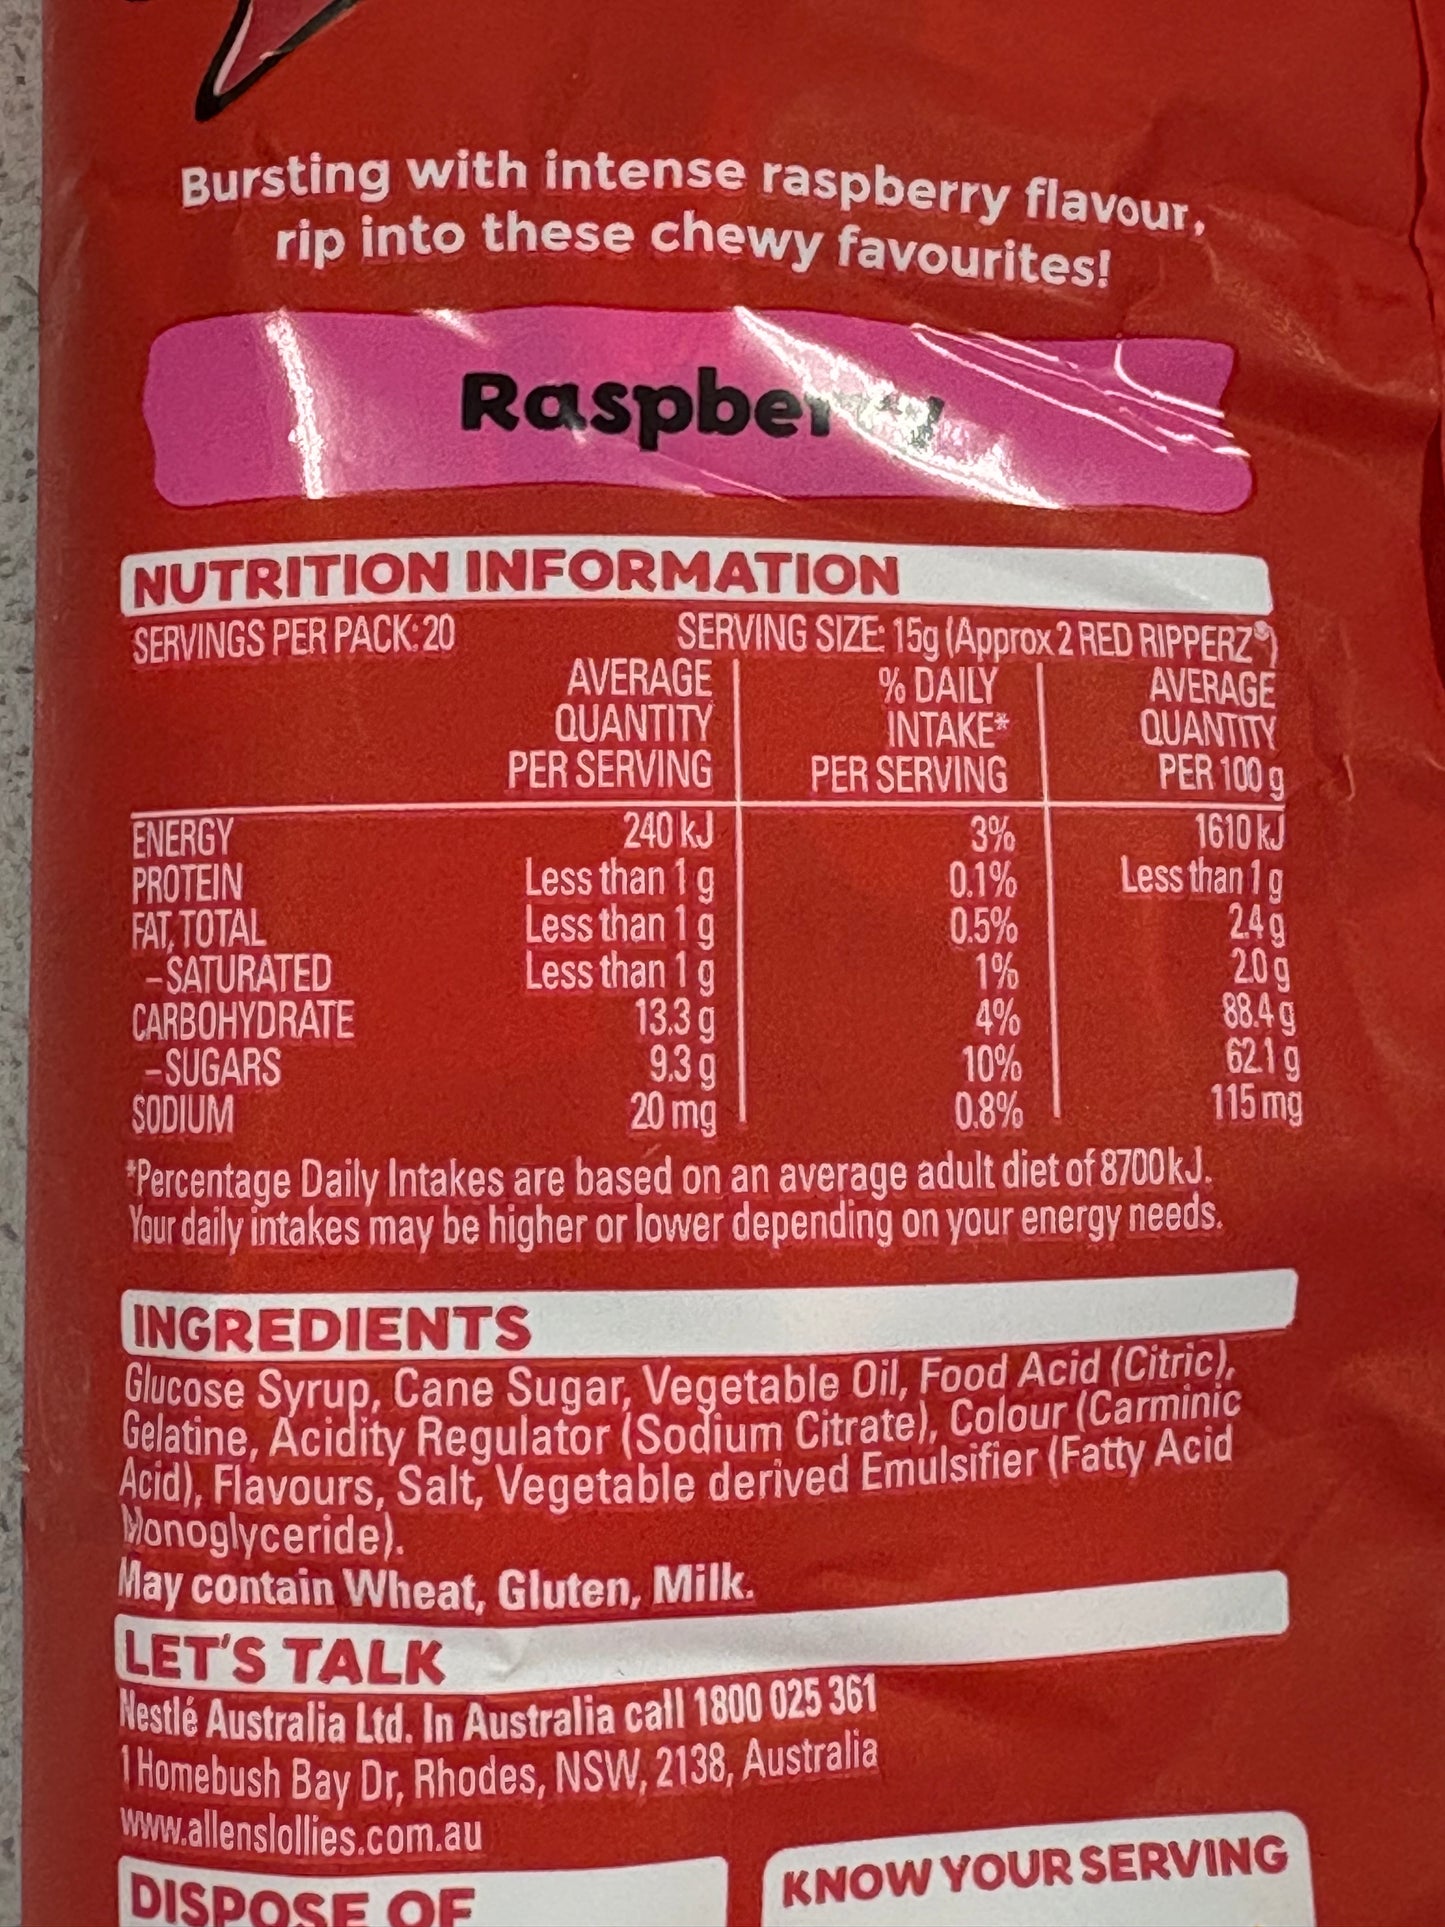 Bursting with intense raspberry flavour,
rip into these chewy favourites!
Raspberry
NUTRITION INFORMATION
SERVINGS PER PACK: 20 SERVING SIZE: 15g (Approx 2 RED RIPPERZ®)
AVERAGE % DAILY AVERAGE
QUANTITY INTAKE* QUANTITY
PER SERVING PER SERVING PER 100 g
ENERGY 240 kJ 3% 1610 kJ
PROTEIN Less than 1 g 0.1% Less than 1 g
FAT, TOTAL Less than 1 g 0.5% 2.4 g
– SATURATED Less than 1 g 1% 2.0 g
CARBOHYDRATE 13.3 g 4% 88.4 g
– SUGARS 9.3 g 10% 62.1 g
SODIUM 20 mg 0.8% 115 mg
*Percentage Daily Intakes are based on an average adult diet of 8700 kJ.
Your daily intakes may be higher or lower depending on your energy needs.
INGREDIENTS
Glucose Syrup, Cane Sugar, Vegetable Oil, Food Acid (Citric),
Gelatine, Acidity Regulator (Sodium Citrate), Colour (Carminic
Acid), Flavours, Salt, Vegetable derived Emulsifier (Fatty Acid
Monoglyceride).
May contain Wheat, Gluten, Milk.
LET'S TALK
Nestlé Australia Ltd. In Australia call 1800 025 361
1 Homebush Bay Dr, Rhodes, NSW, 2138, Australia
www.allenslollies.com.au
DISPOSE OF
KNOW YOUR SERVING